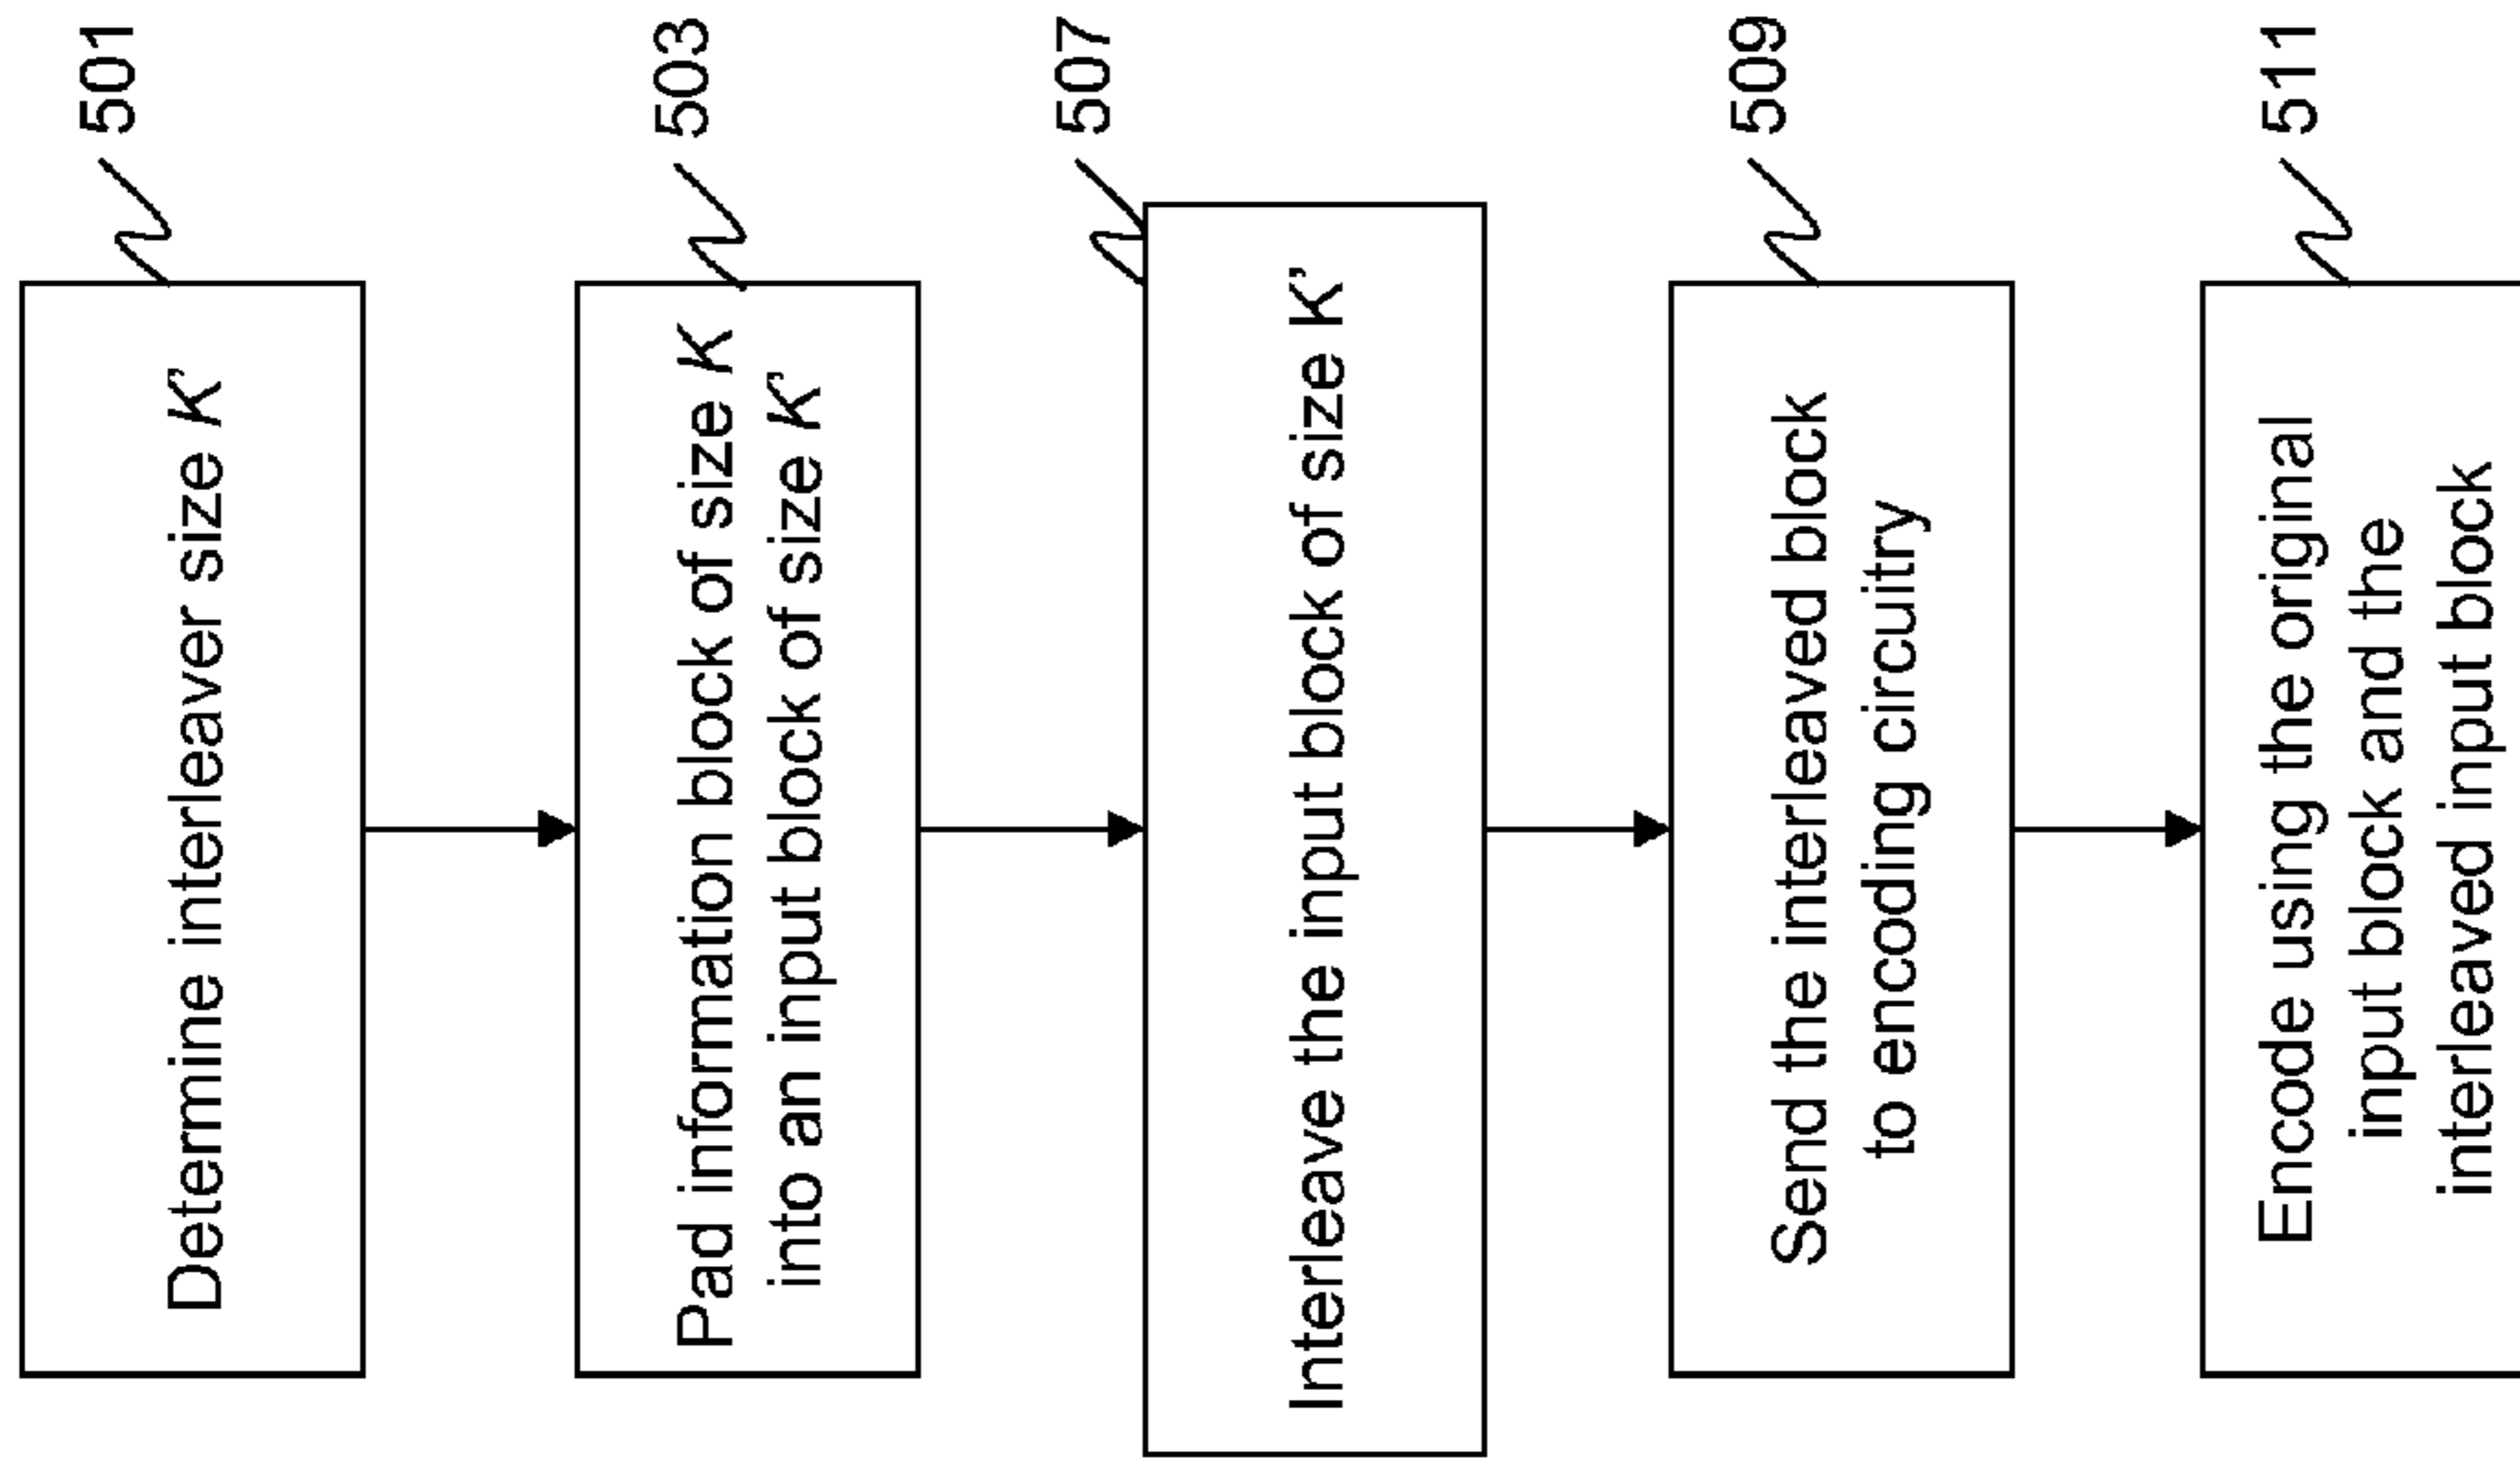 501
Determine interleaver size K'
503
Pad information block of size K
into an input block of size K'
507
Interleave the input block of size K'
509
Send the interleaved block
to encoding circuitry
511
Encode using the original
input block and the
interleaved input block